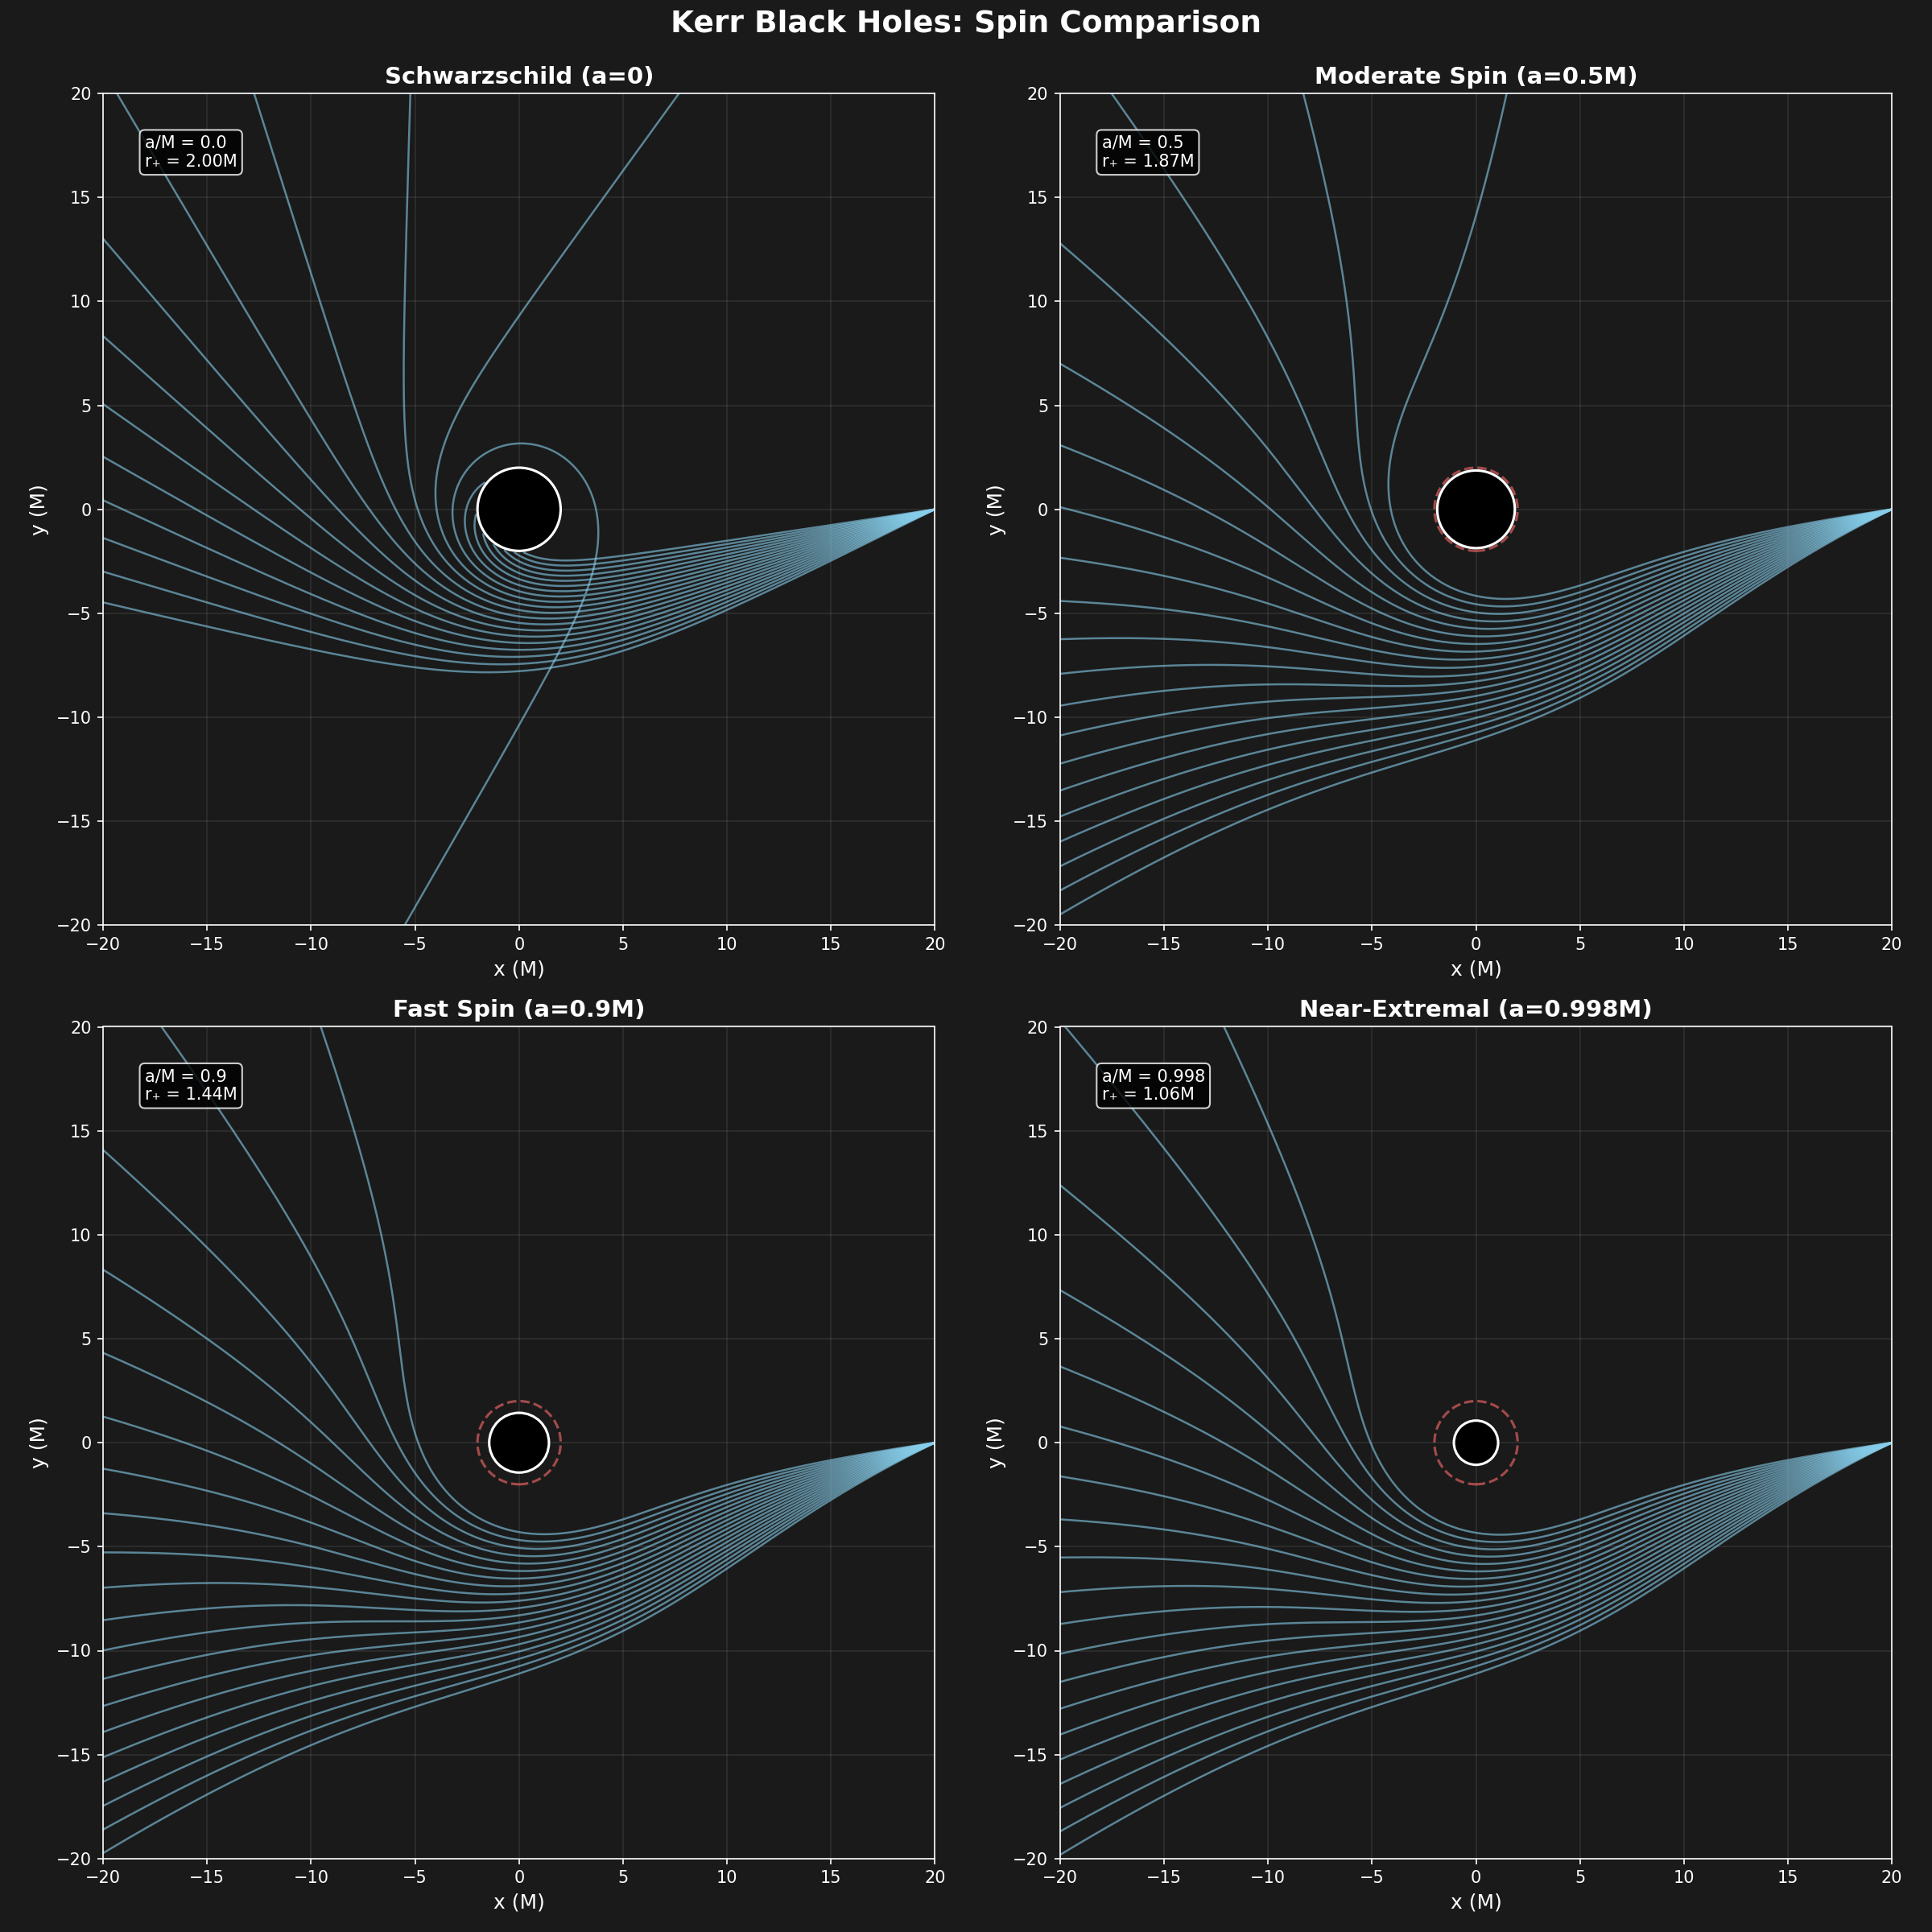 Kerr Black Holes: Spin Comparison
Schwarzschild (a=0)
20
15
10
5
0
−5
−10
−15
−20
y (M)
a/M = 0.0
r₊ = 2.00M
−20 −15 −10 −5 0 5 10 15 20
x (M)
Moderate Spin (a=0.5M)
20
15
10
5
0
−5
−10
−15
−20
y (M)
a/M = 0.5
r₊ = 1.87M
−20 −15 −10 −5 0 5 10 15 20
x (M)
Fast Spin (a=0.9M)
20
15
10
5
0
−5
−10
−15
−20
y (M)
a/M = 0.9
r₊ = 1.44M
−20 −15 −10 −5 0 5 10 15 20
x (M)
Near-Extremal (a=0.998M)
20
15
10
5
0
−5
−10
−15
−20
y (M)
a/M = 0.998
r₊ = 1.06M
−20 −15 −10 −5 0 5 10 15 20
x (M)